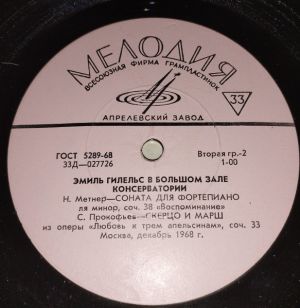 МЕЛОДИЯ
ВСЕСОЮЗНАЯ ФИРМА ГРАМПЛАСТИНОК
33
АПРЕЛЕВСКИЙ ЗАВОД
ГОСТ 5289-68
33Д—027726
Вторая гр.-2
1-00
ЭМИЛЬ ГИЛЕЛЬС В БОЛЬШОМ ЗАЛЕ
КОНСЕРВАТОРИИ
Н. Метнер—СОНАТА ДЛЯ ФОРТЕПИАНО
ля минор, соч. 38 «Воспоминание»
С. Прокофьев—СКЕРЦО И МАРШ
из оперы «Любовь к трем апельсинам», соч. 33
Москва, декабрь 1968 г.